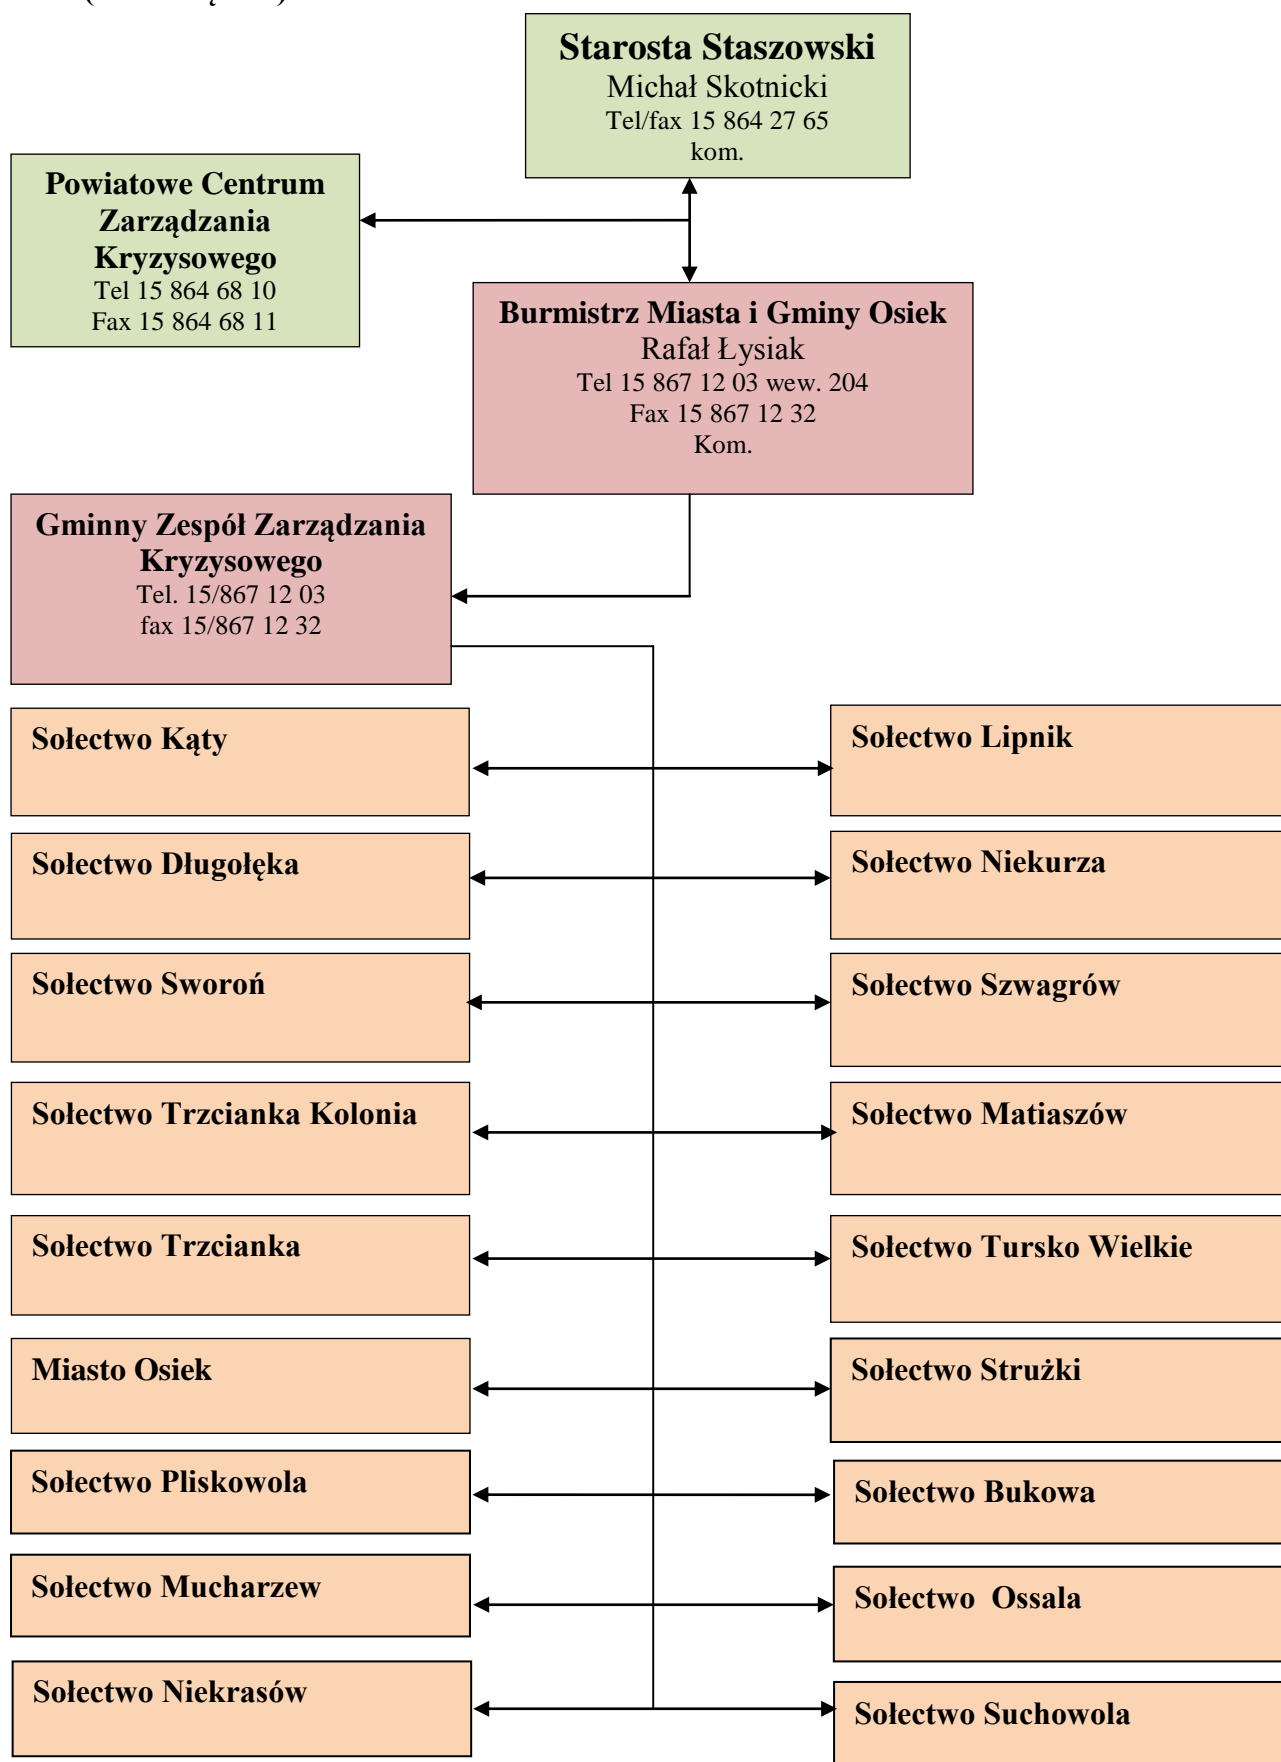 Starosta Staszowski
Michał Skotnicki
Tel/fax 15 864 27 65
kom.
Powiatowe Centrum
Zarządzania
Kryzysowego
Tel 15 864 68 10
Fax 15 864 68 11
Burmistrz Miasta i Gminy Osiek
Rafał Łysiak
Tel 15 867 12 03 wew. 204
Fax 15 867 12 32
Kom.
Gminny Zespół Zarządzania
Kryzysowego
Tel. 15/867 12 03
fax 15/867 12 32
Sołectwo Kąty
Sołectwo Lipnik
Sołectwo Długołęka
Sołectwo Niekurza
Sołectwo Sworoń
Sołectwo Szwagrów
Sołectwo Trzcianka Kolonia
Sołectwo Matiaszów
Sołectwo Trzcianka
Sołectwo Tursko Wielkie
Miasto Osiek
Sołectwo Strużki
Sołectwo Pliskowola
Sołectwo Bukowa
Sołectwo Mucharzew
Sołectwo  Ossala
Sołectwo Niekrasów
Sołectwo Suchowola